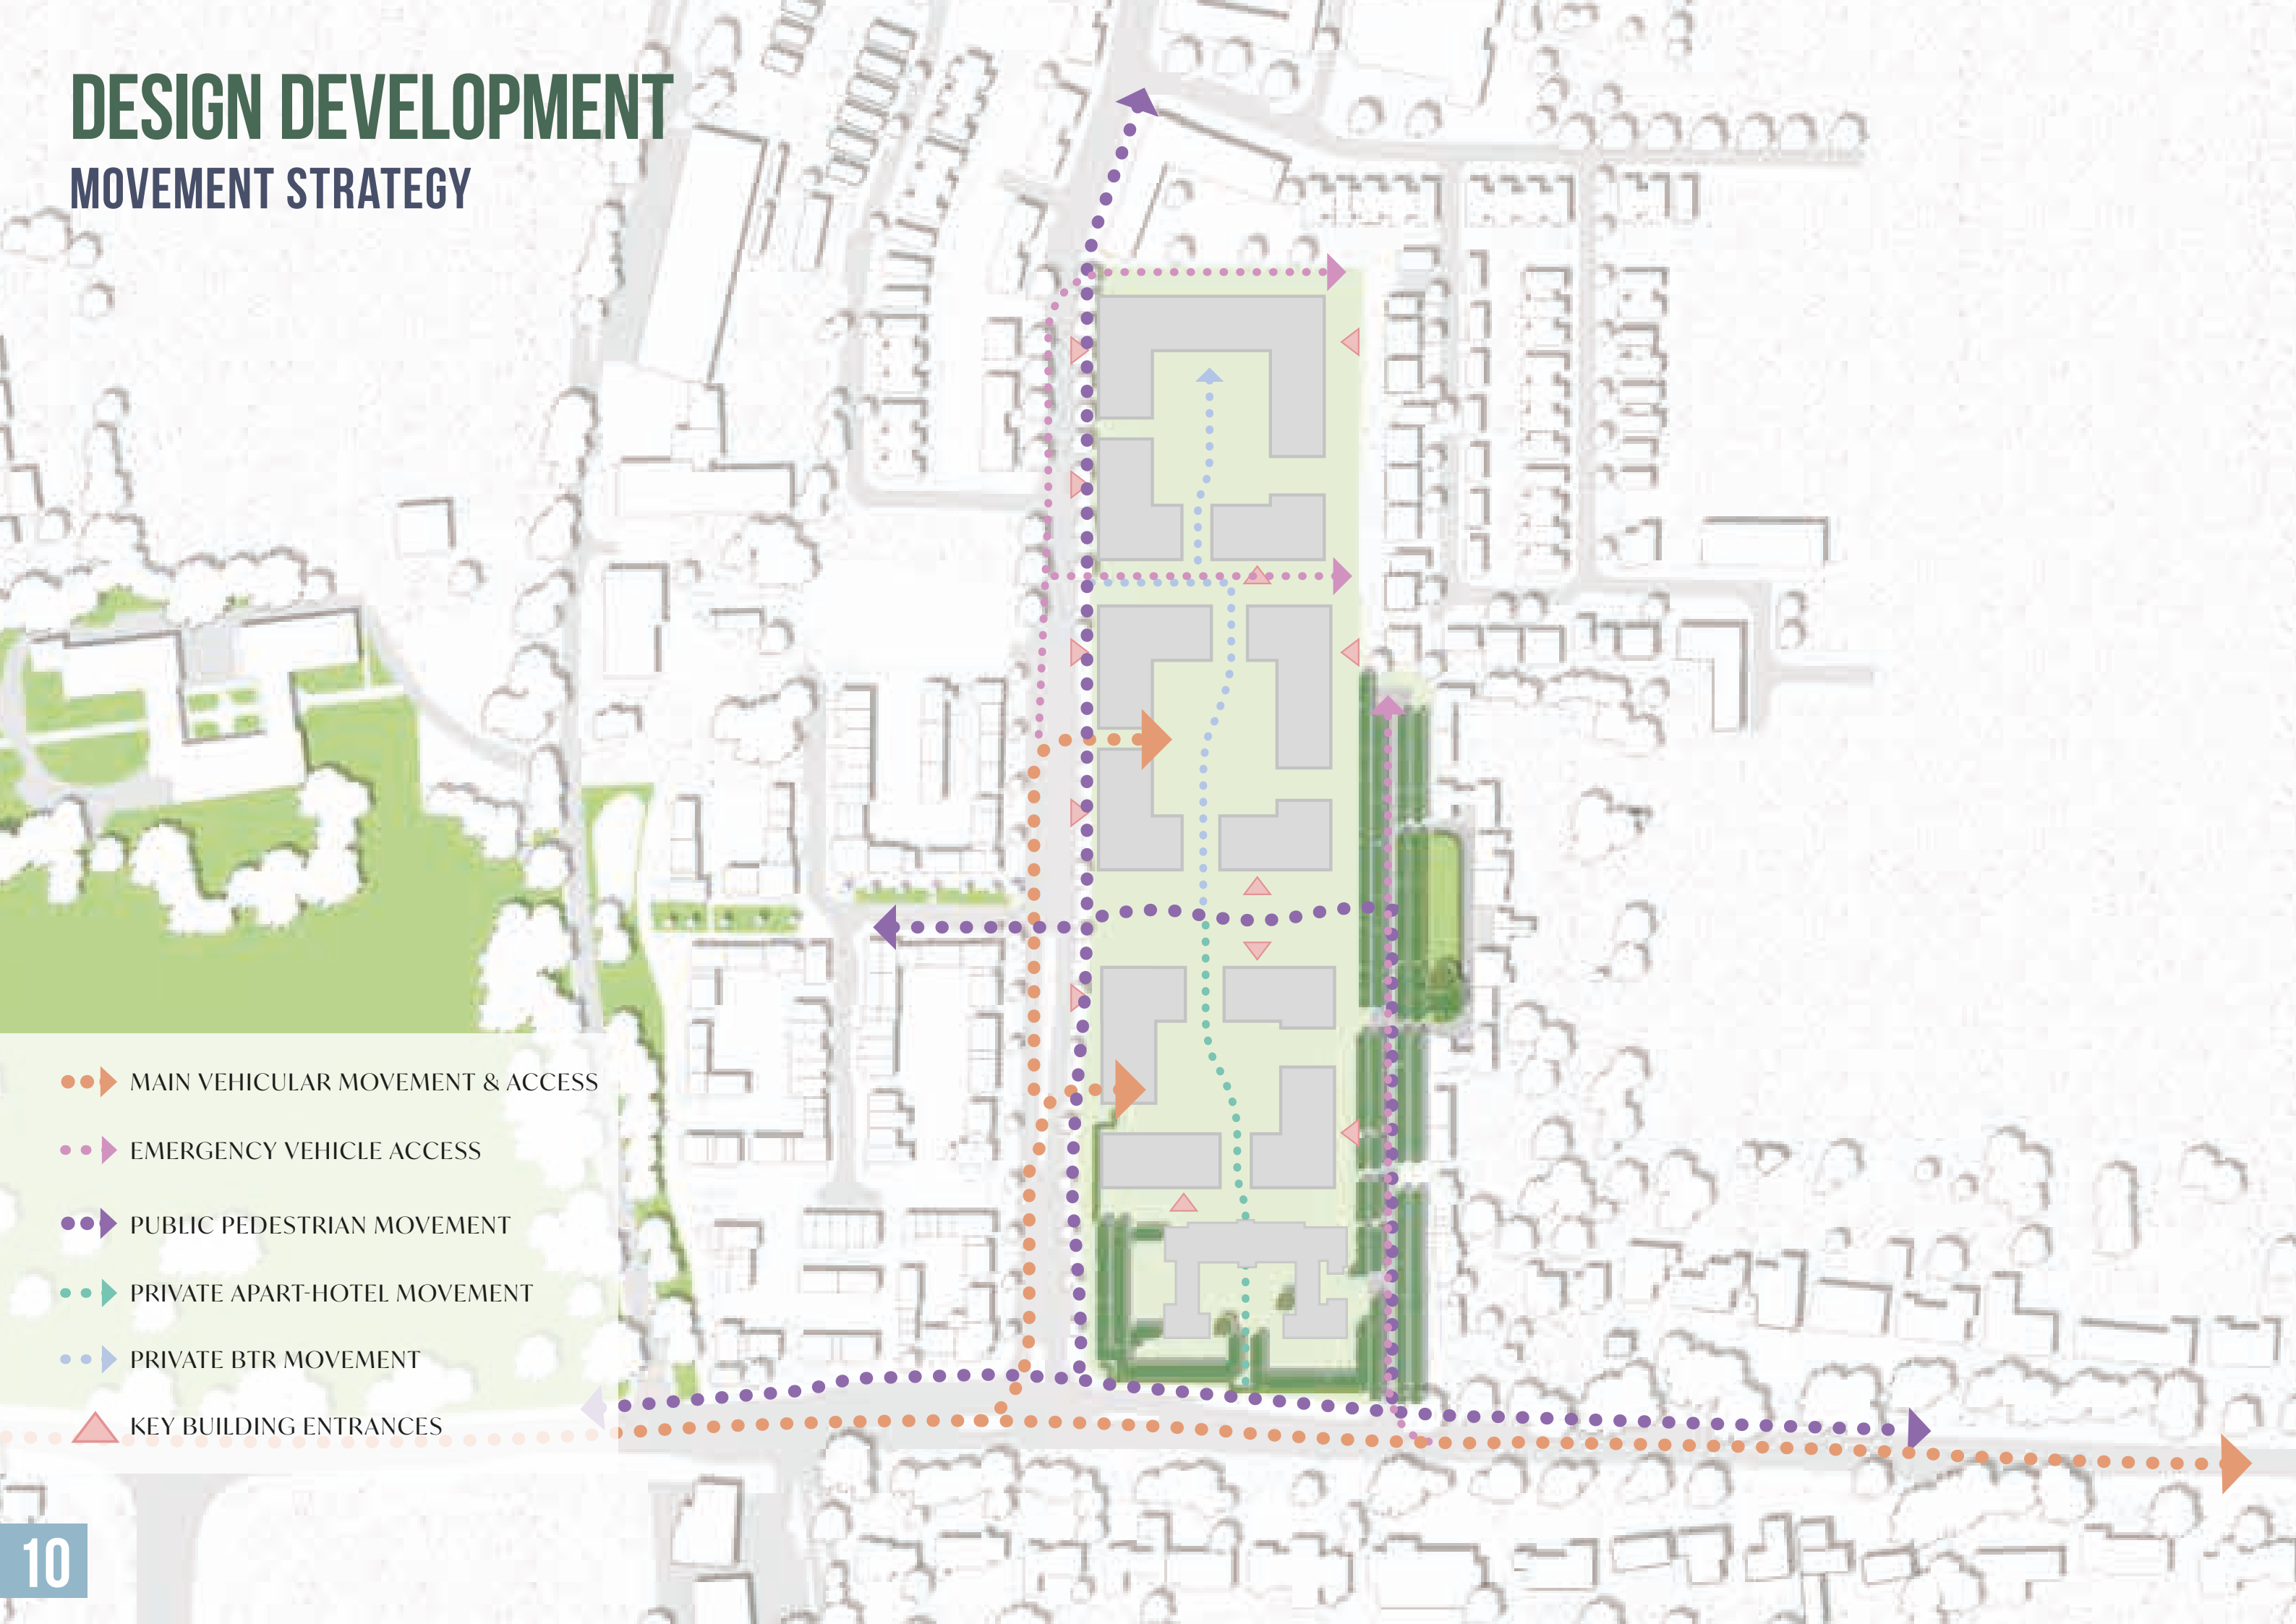 DESIGN DEVELOPMENT
MOVEMENT STRATEGY
MAIN VEHICULAR MOVEMENT & ACCESS
EMERGENCY VEHICLE ACCESS
PUBLIC PEDESTRIAN MOVEMENT
PRIVATE APART-HOTEL MOVEMENT
PRIVATE BTR MOVEMENT
KEY BUILDING ENTRANCES
10